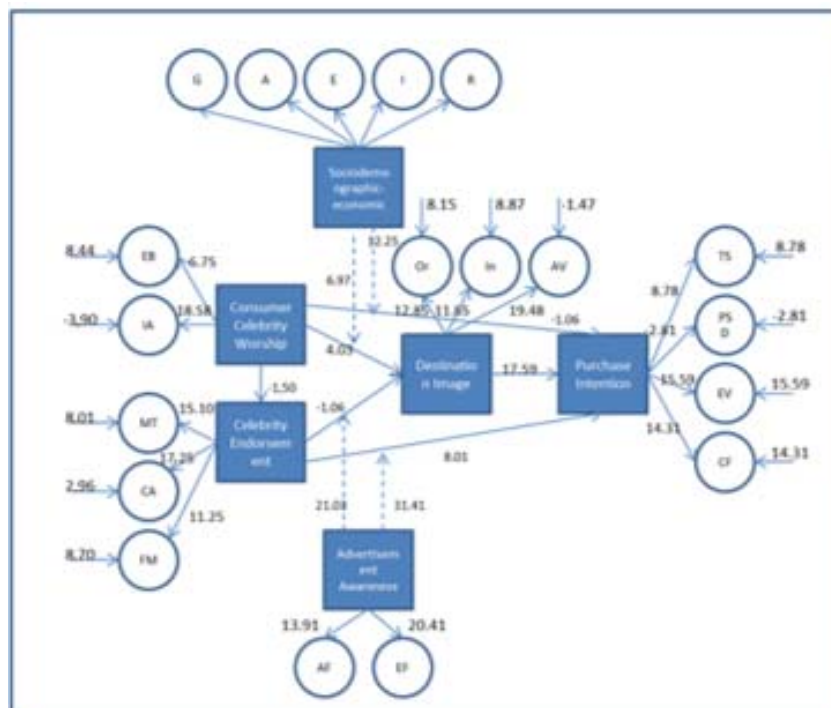 G A E I R
Sociodemo
ographic-
economic
8.15 8.87 -1.47
32.25
6.97
Or In AV
8.44 EB -6.75
-3.90 IA 18.58
Consumer
Celebrity
Worship
12.85 -11.85 19.48
-1.06
4.03
TS 8.78
8.78
PS
D
-2.81 -2.81
Destinatio
n Image
17.59
Purchase
Intention
15.59 EV 15.59
14.31 CF 14.31
-1.50
-1.06
8.01 MT 15.10
Celebrity
Endorsem
ent
8.01
2.96 CA 17.29
11.25
8.20 FM
31.41
Advertisem
ent
Awareness
13.91 20.41
AF EF